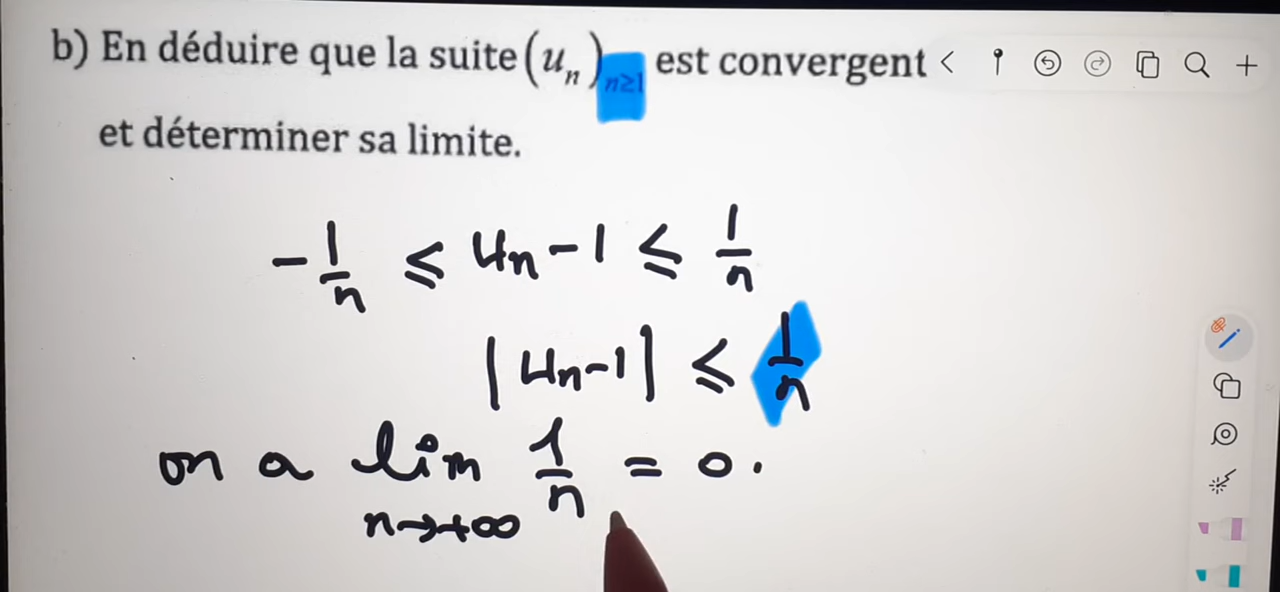 b) En déduire que la suite (uₙ)ₙ≥₁ est convergent
et déterminer sa limite.
-1/n ≤ Uₙ - 1 ≤ 1/n
|Uₙ - 1| ≤ 1/n
on a lim 1/n = 0.
n→+∞